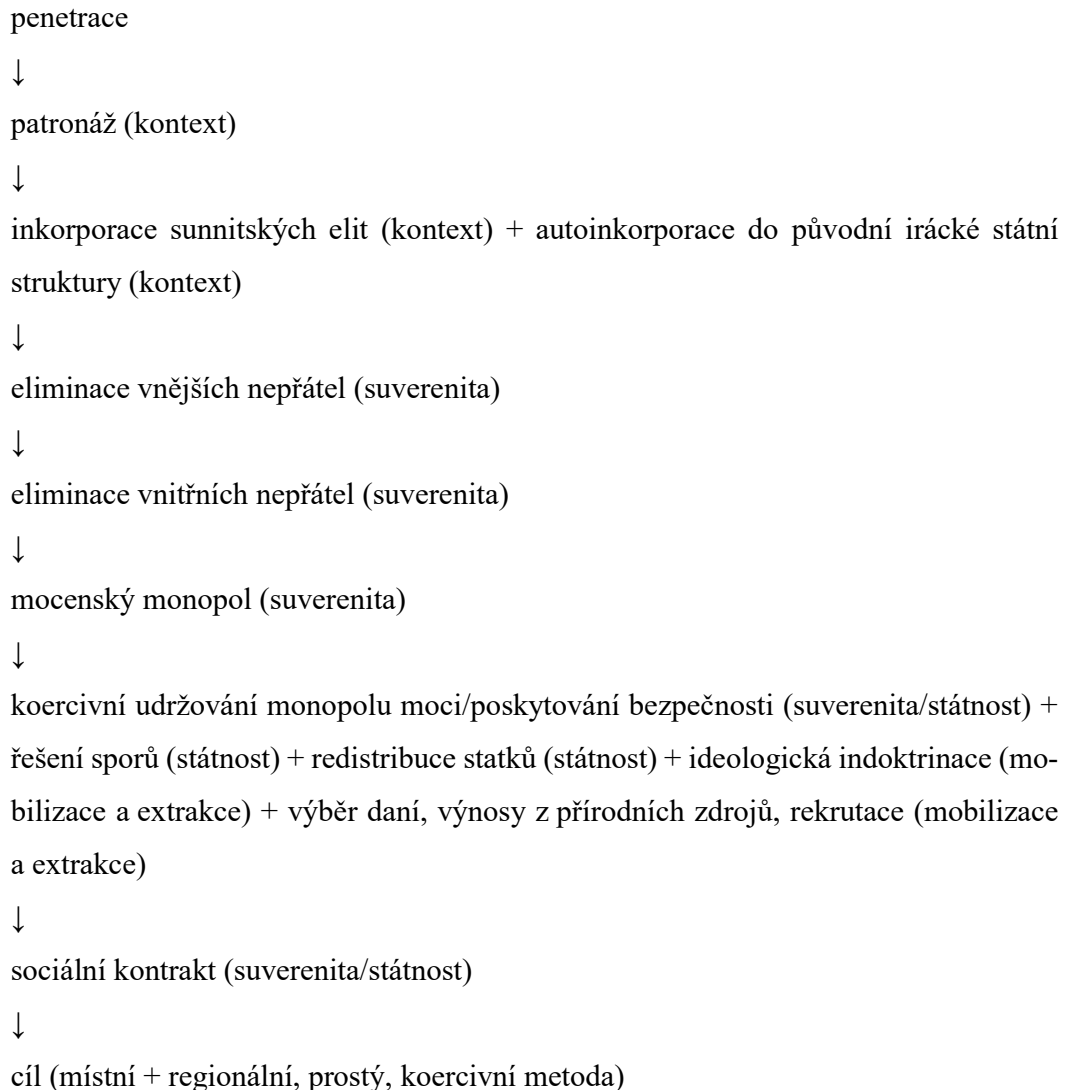 penetrace
↓
patronáž (kontext)
↓
inkorporace sunnitských elit (kontext) + autoinkorporace do původní irácké státní
struktury (kontext)
↓
eliminace vnějších nepřátel (suverenita)
↓
eliminace vnitřních nepřátel (suverenita)
↓
mocenský monopol (suverenita)
↓
koercivní udržování monopolu moci/poskytování bezpečnosti (suverenita/státnost) +
řešení sporů (státnost) + redistribuce statků (státnost) + ideologická indoktrinace (mo-
bilizace a extrakce) + výběr daní, výnosy z přírodních zdrojů, rekrutace (mobilizace
a extrakce)
↓
sociální kontrakt (suverenita/státnost)
↓
cíl (místní + regionální, prostý, koercivní metoda)